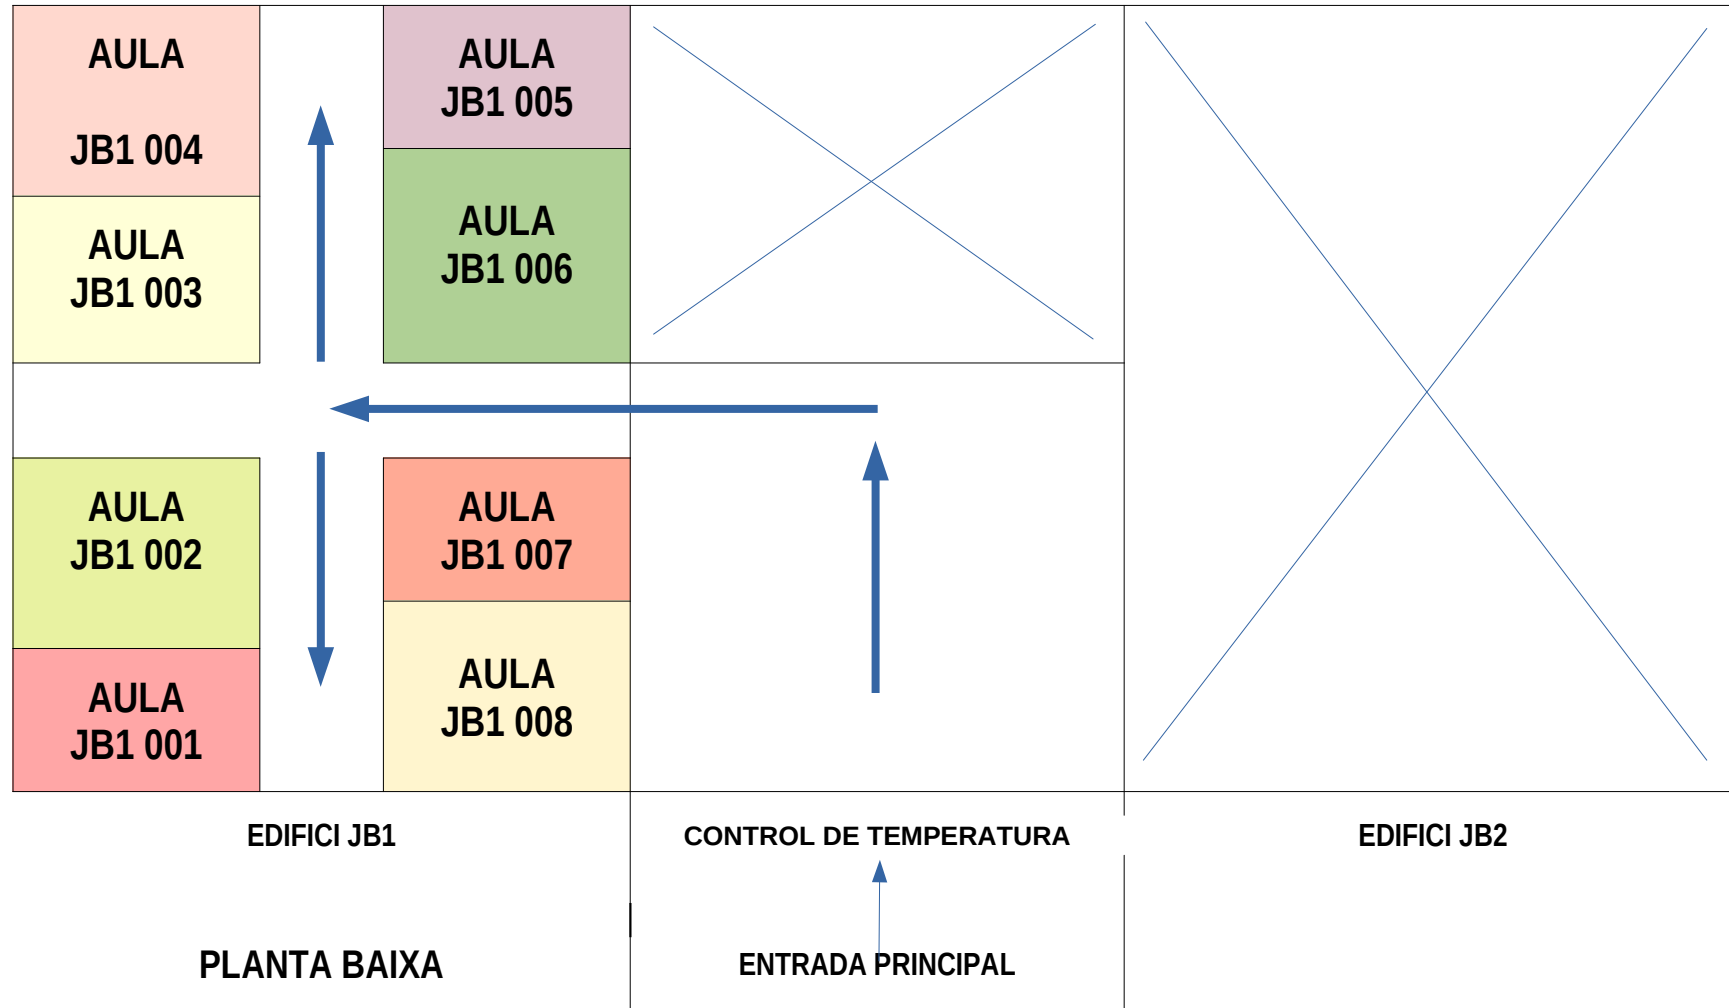 AULA
JB1 004
AULA
JB1 005
AULA
JB1 003
AULA
JB1 006
AULA
JB1 002
AULA
JB1 007
AULA
JB1 001
AULA
JB1 008
EDIFICI JB1
CONTROL DE TEMPERATURA
EDIFICI JB2
PLANTA BAIXA
ENTRADA PRINCIPAL